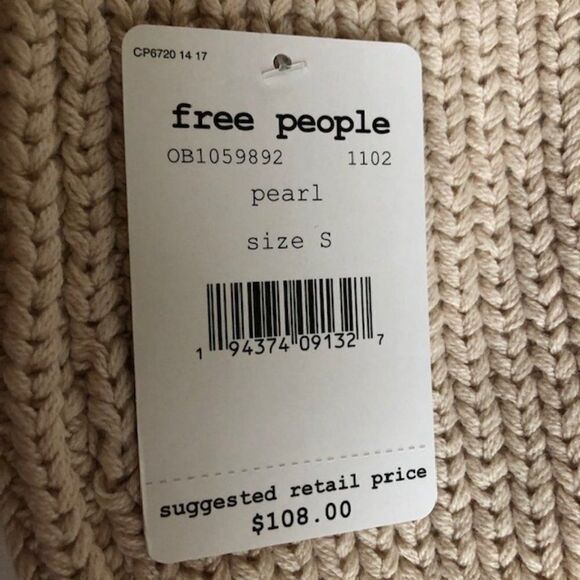 CP6720 14 17
free people
OB1059892 1102
pearl
size S
1 94374 09132 7
suggested retail price
$108.00